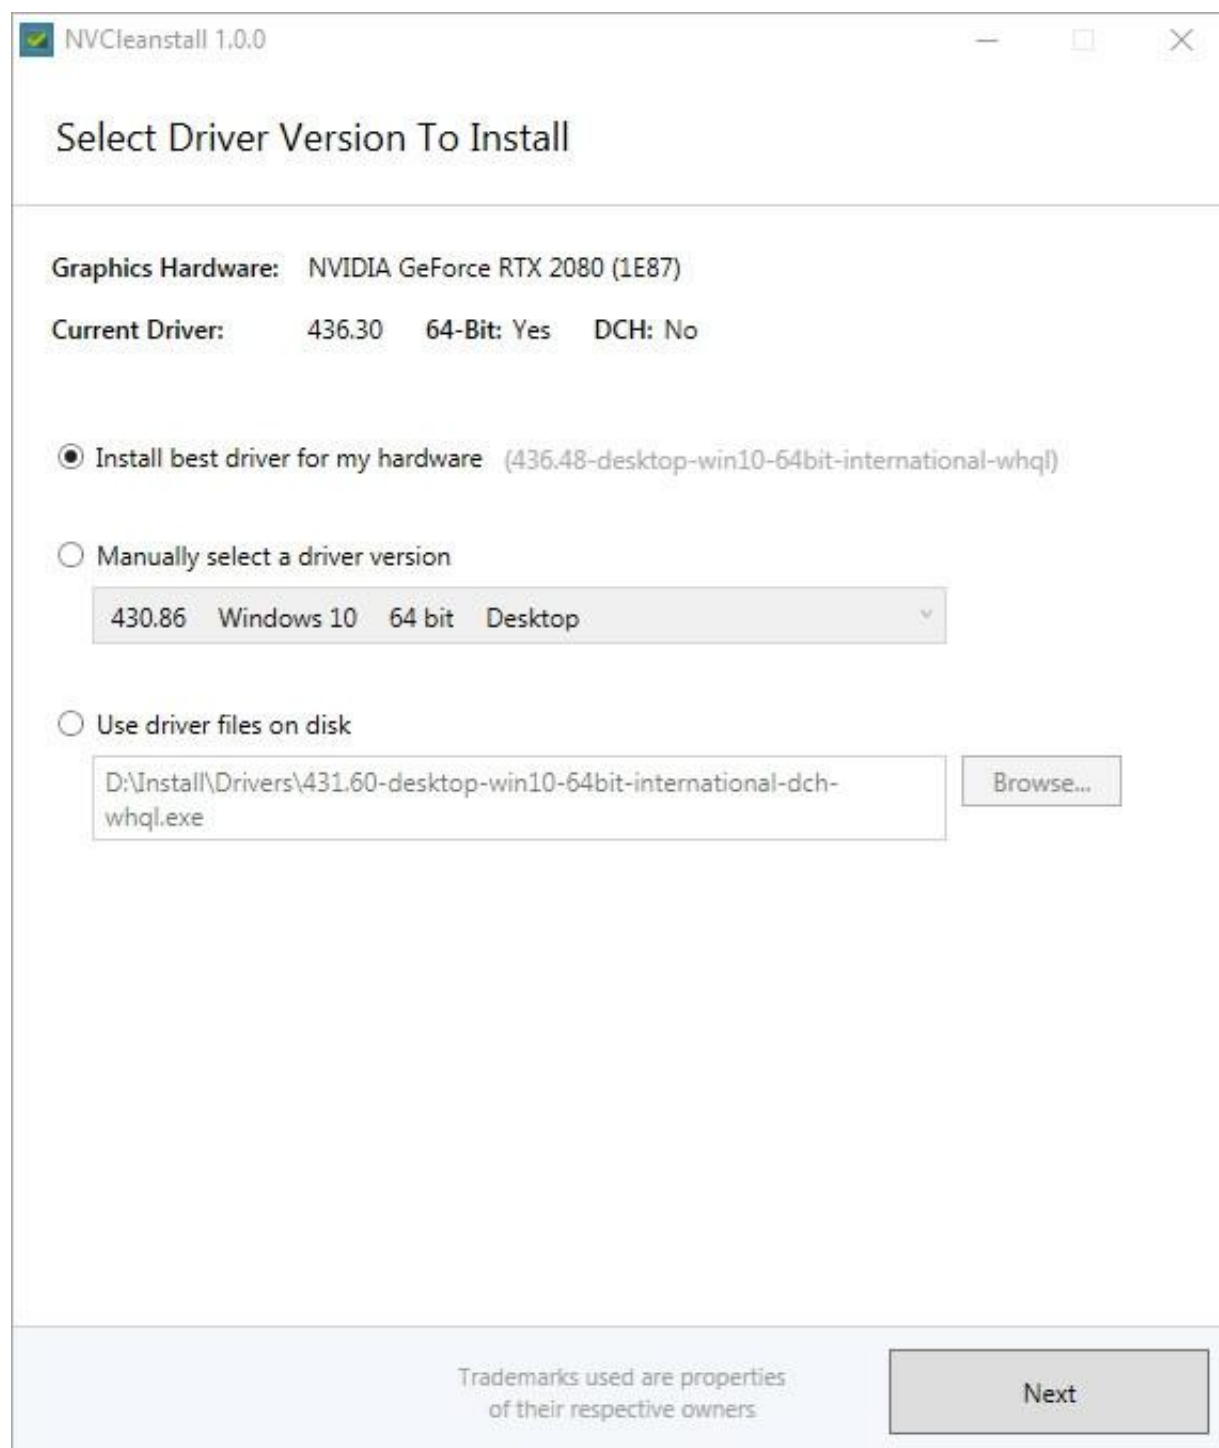 NVCleanstall 1.0.0
Select Driver Version To Install
Graphics Hardware: NVIDIA GeForce RTX 2080 (1E87)
Current Driver: 436.30 64-Bit: Yes DCH: No
Install best driver for my hardware (436.48-desktop-win10-64bit-international-whql)
Manually select a driver version
430.86 Windows 10 64 bit Desktop
Use driver files on disk
D:\Install\Drivers\431.60-desktop-win10-64bit-international-dch-
whql.exe
Browse...
Trademarks used are properties
of their respective owners
Next